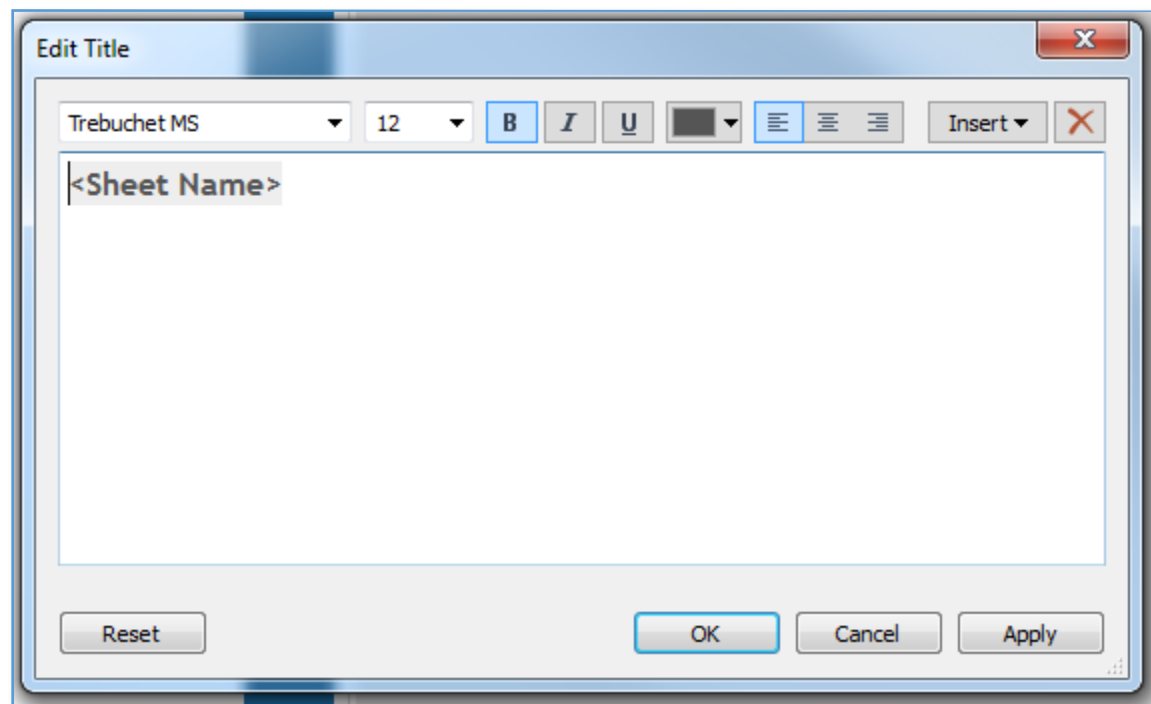 Edit Title
Trebuchet MS 12 B I U Insert
<Sheet Name>
Reset OK Cancel Apply